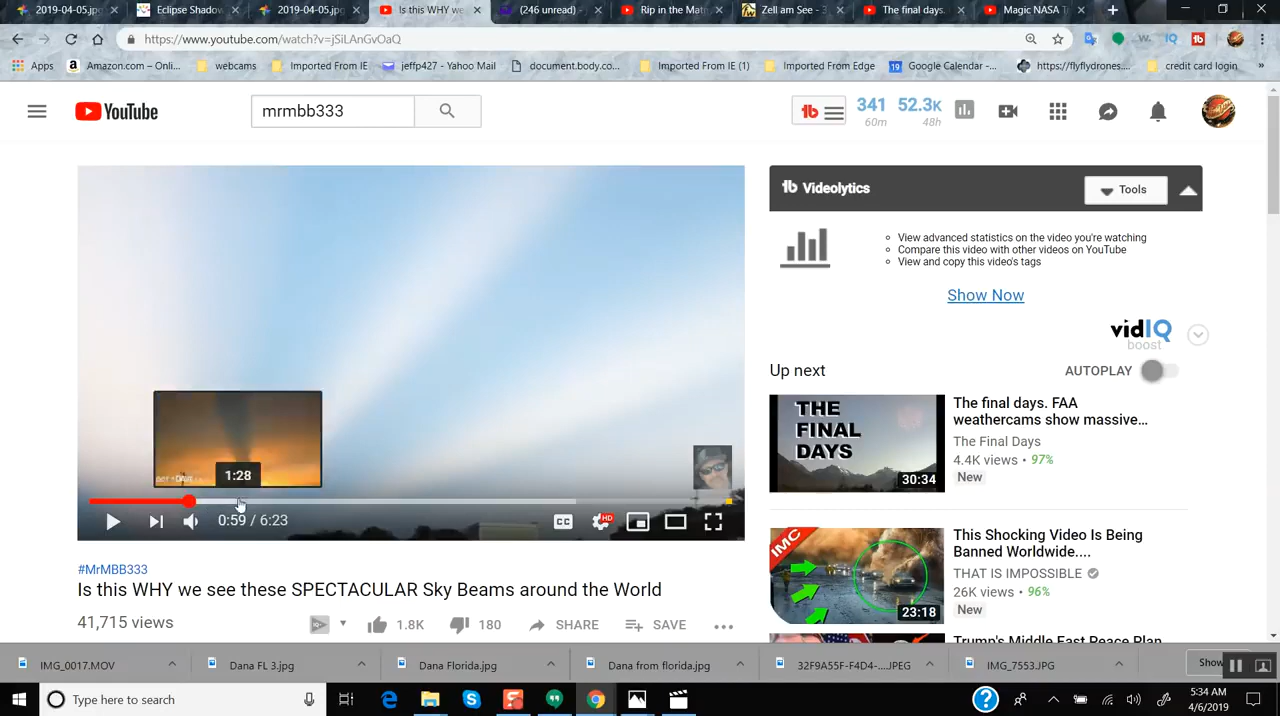 2019-04-05.jpg
Eclipse Shadow
2019-04-05.jpg
Is this WHY we
(246 unread) -
Rip in the Matr
Zell am See - 3
The final days.
Magic NASA T
https://www.youtube.com/watch?v=jSiLAnGvOaQ
Apps
Amazon.com – Onli...
webcams
Imported From IE
jeffp427 - Yahoo Mail
document.body.co...
Imported From IE (1)
Imported From Edge
19 Google Calendar -...
https://flyflydrones....
credit card login
»
YouTube
mrmbb333
341
60m
52.3K
48h
Videolytics
Tools
View advanced statistics on the video you're watching
Compare this video with other videos on YouTube
View and copy this video's tags
Show Now
vidIQ
boost
Up next
AUTOPLAY
THE
FINAL
DAYS
30:34
The final days. FAA
weathercams show massive...
The Final Days
4.4K views • 97%
New
IMC
23:18
This Shocking Video Is Being
Banned Worldwide....
THAT IS IMPOSSIBLE
26K views • 96%
New
Trump's Middle East Peace Plan
1:28
0:59 / 6:23
CC
HD
#MrMBB333
Is this WHY we see these SPECTACULAR Sky Beams around the World
41,715 views
1.8K
180
SHARE
SAVE
IMG_0017.MOV
Dana FL 3.jpg
Dana Florida.jpg
Dana from florida.jpg
32F9A55F-F4D4-....JPEG
IMG_7553.JPG
Show
Type here to search
5:34 AM
4/6/2019